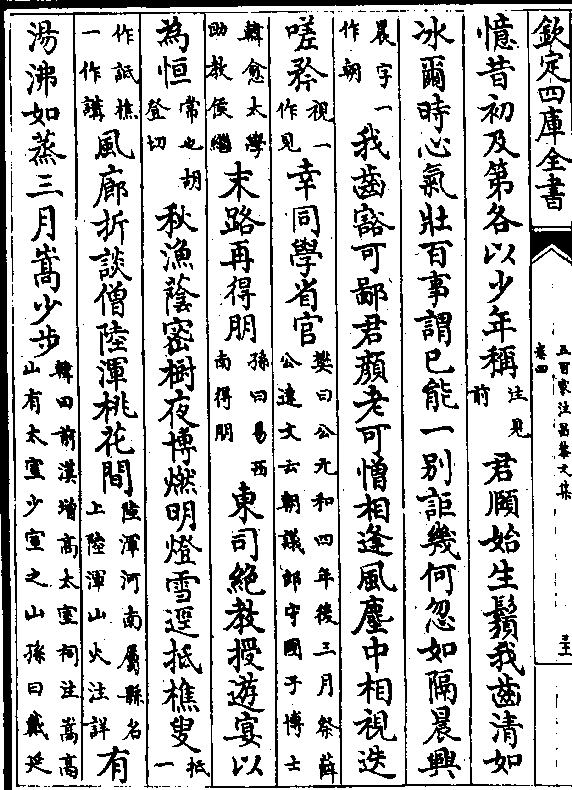 欽定四庫全書
五百家注昌黎文集
卷四
憶昔初及第各以少年稱注見前君頤始生鬚我齒清如
冰爾時心氣壯百事謂已能一别詎幾何忽如隔晨興
晨字一作朝我齒豁可鄙君顏老可憎相逢風塵中相視迭
嗟矜視一作見幸同學省官樊曰公元和四年後三月祭薛公達文云朝議郎守國子博士
韓愈太學助教侯繼末路再得朋孫曰易西南得朋東司絶教授遊宴以
為恒常也胡登切秋漁蔭密樹夜博燃明燈雪逕抵樵叟抵一
作詆樵一作譙風廊折談僧陸渾桃花間陸渾河南屬縣名上陸渾山火注詳有
湯沸如蒸三月嵩少步韓曰前漢增高太室祠注嵩高山有太室少室之山孫曰戴延